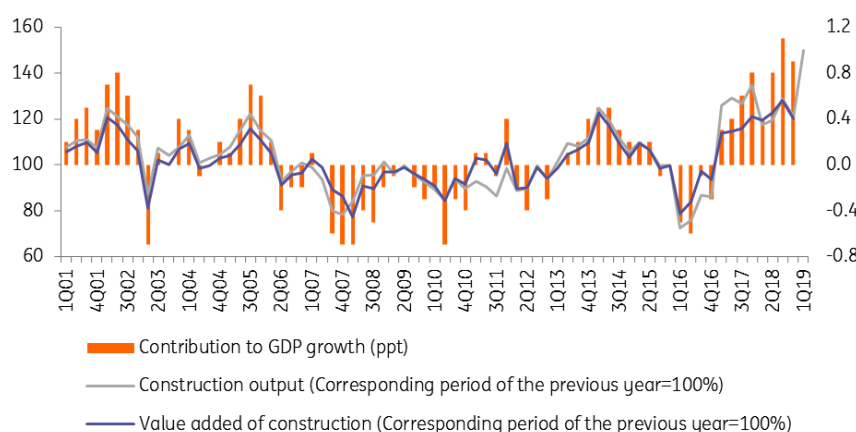 160 1.2
140 0.8
120 0.4
100 0.0
80 -0.4
60 -0.8
1Q01 4Q01 3Q02 2Q03 1Q04 4Q04 3Q05 2Q06 1Q07 4Q07 3Q08 2Q09 1Q10 4Q10 3Q11 2Q12 1Q13 4Q13 3Q14 2Q15 1Q16 4Q16 3Q17 2Q18 1Q19
Contribution to GDP growth (ppt)
Construction output (Corresponding period of the previous year=100%)
Value added of construction (Corresponding period of the previous year=100%)